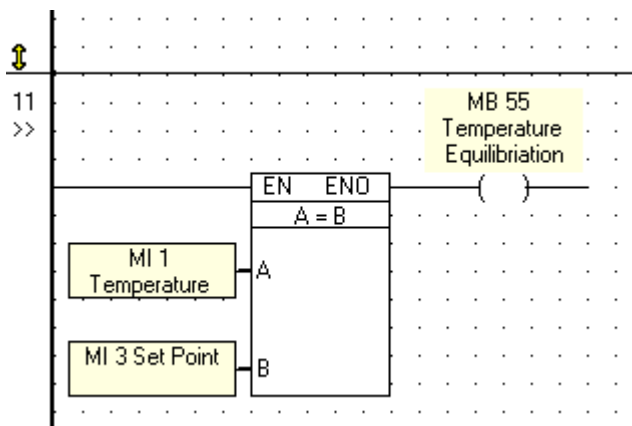 11
>>
MB 55
Temperature
Equilibriation
EN ENO
A = B
MI 1
Temperature
A
MI 3 Set Point
B